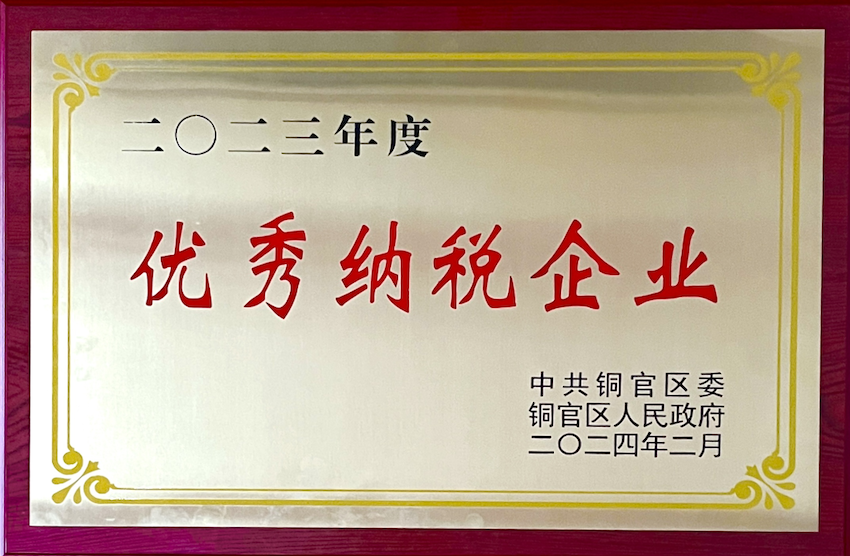 二〇二三年度
优秀纳税企业
中共铜官区委
铜官区人民政府
二〇二四年二月